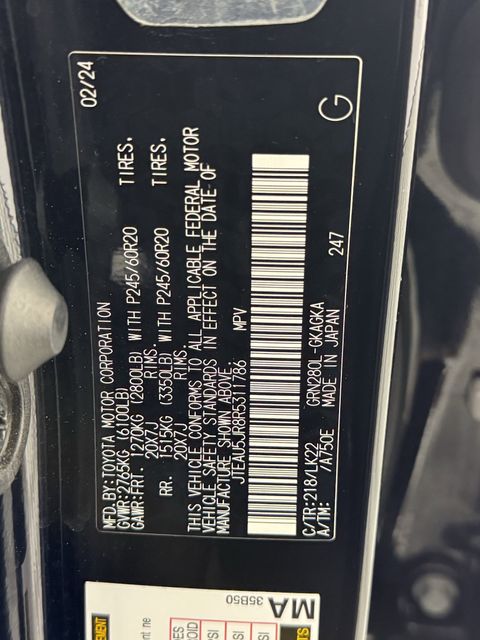 MFD.BY:TOYOTA MOTOR CORPORATION 02/24
GVWR:2765KG (6100LB)
GAWR:FRT. 1270KG (2800LB) WITH P245/60R20 TIRES.
20X7J RIMS
RR. 1515KG (3350LB) WITH P245/60R20 TIRES.
20X7J RIMS
THIS VEHICLE CONFORMS TO ALL APPLICABLE FEDERAL MOTOR
VEHICLE SAFETY STANDARDS IN EFFECT ON THE DATE OF
MANUFACTURE SHOWN ABOVE.
JTEAU5JR8R5311786 MPV
C/TR:218/LK22 GRN280L-GKAGKA 247
A/TM: /A750E MADE IN JAPAN
G
MA
35B50